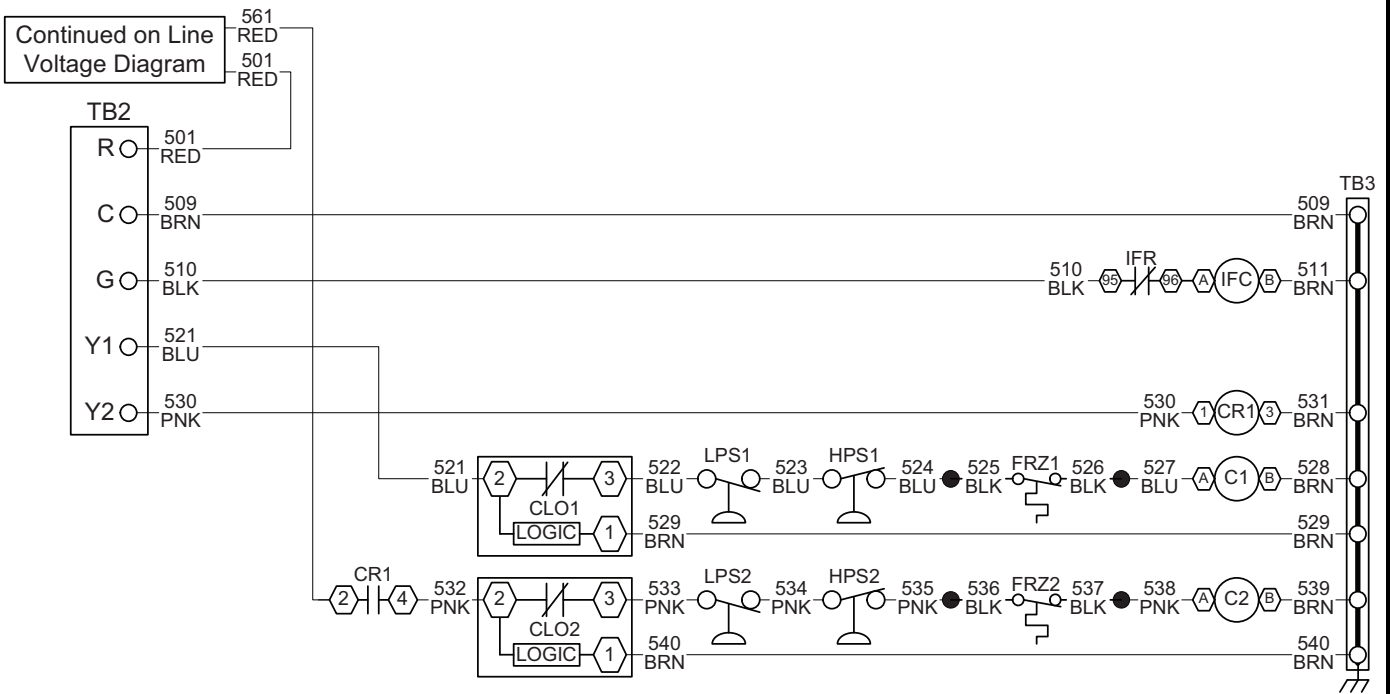 Continued on Line
Voltage Diagram
561
RED
501
RED
TB2
R
501
RED
C
509
BRN
509
BRN
TB3
G
510
BLK
510
BLK
95
IFR
96
A
IFC
B
511
BRN
Y1
521
BLU
Y2
530
PNK
530
PNK
1
CR1
3
531
BRN
521
BLU
2
CLO1
3
LOGIC
1
522
BLU
LPS1
523
BLU
HPS1
524
BLU
525
BLK
FRZ1
526
BLK
527
BLU
A
C1
B
528
BRN
529
BRN
529
BRN
2
CR1
4
532
PNK
2
CLO2
3
LOGIC
1
533
PNK
LPS2
534
PNK
HPS2
535
PNK
536
BLK
FRZ2
537
BLK
538
PNK
A
C2
B
539
BRN
540
BRN
540
BRN